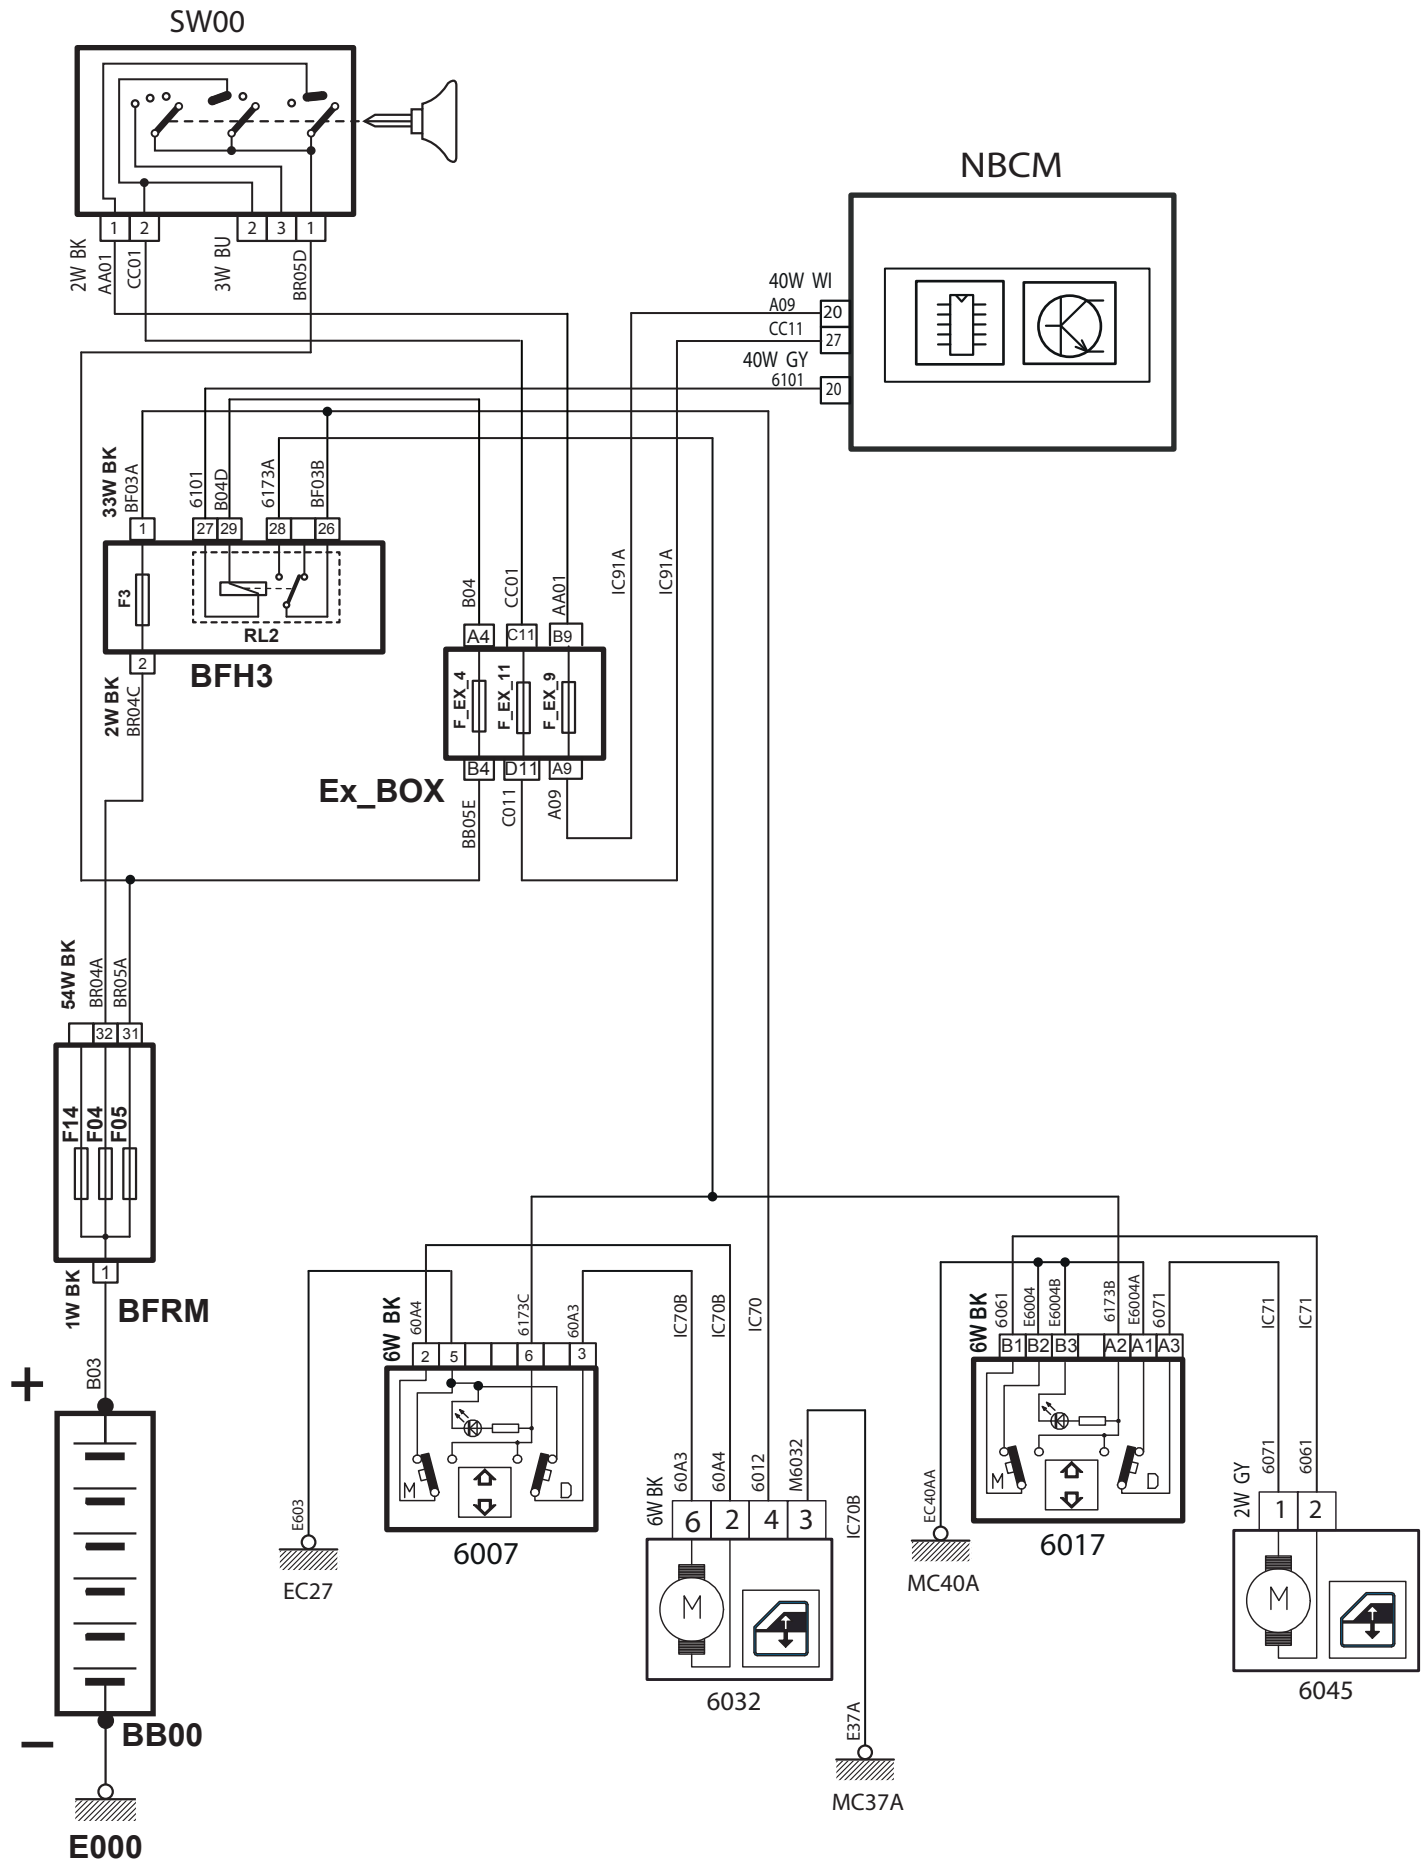 SW00
1 2 2 3 1
2W BK
AA01
CC01
3W BU
BR05D
NBCM
40W WI
A09
20
CC11
27
40W GY
6101
20
33W BK
BF03A
6101
B04D
6173A
BF03B
1 27 29 28 26
F3
RL2
2
BFH3
2W BK
BR04C
B04
CC01
AA01
IC91A
IC91A
A4 C11 B9
F_EX_4
F_EX_11
F_EX_9
B4 D11 A9
Ex_BOX
BB05E
C011
A09
54W BK
BR04A
BR05A
32 31
F14
F04
F05
1
1W BK
BFRM
+
B03
BB00
−
E000
6W BK
60A4
6173C
60A3
2 5 6 3
M
D
6007
E603
EC27
IC70B
IC70B
IC70
6W BK
60A3
60A4
6012
M6032
6 2 4 3
M
6032
IC70B
E37A
MC37A
6W BK
6061
E6004
E6004B
6173B
E6004A
6071
B1 B2 B3 A2 A1 A3
M
D
6017
EC40AA
MC40A
IC71
IC71
2W GY
6071
6061
1 2
M
6045